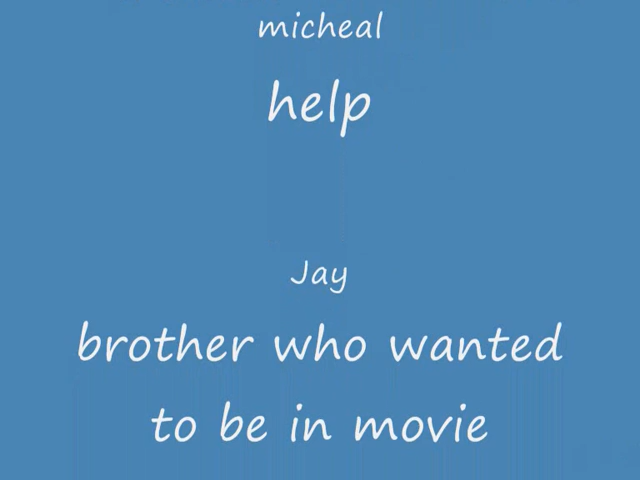 micheal
help
Jay
brother who wanted
to be in movie